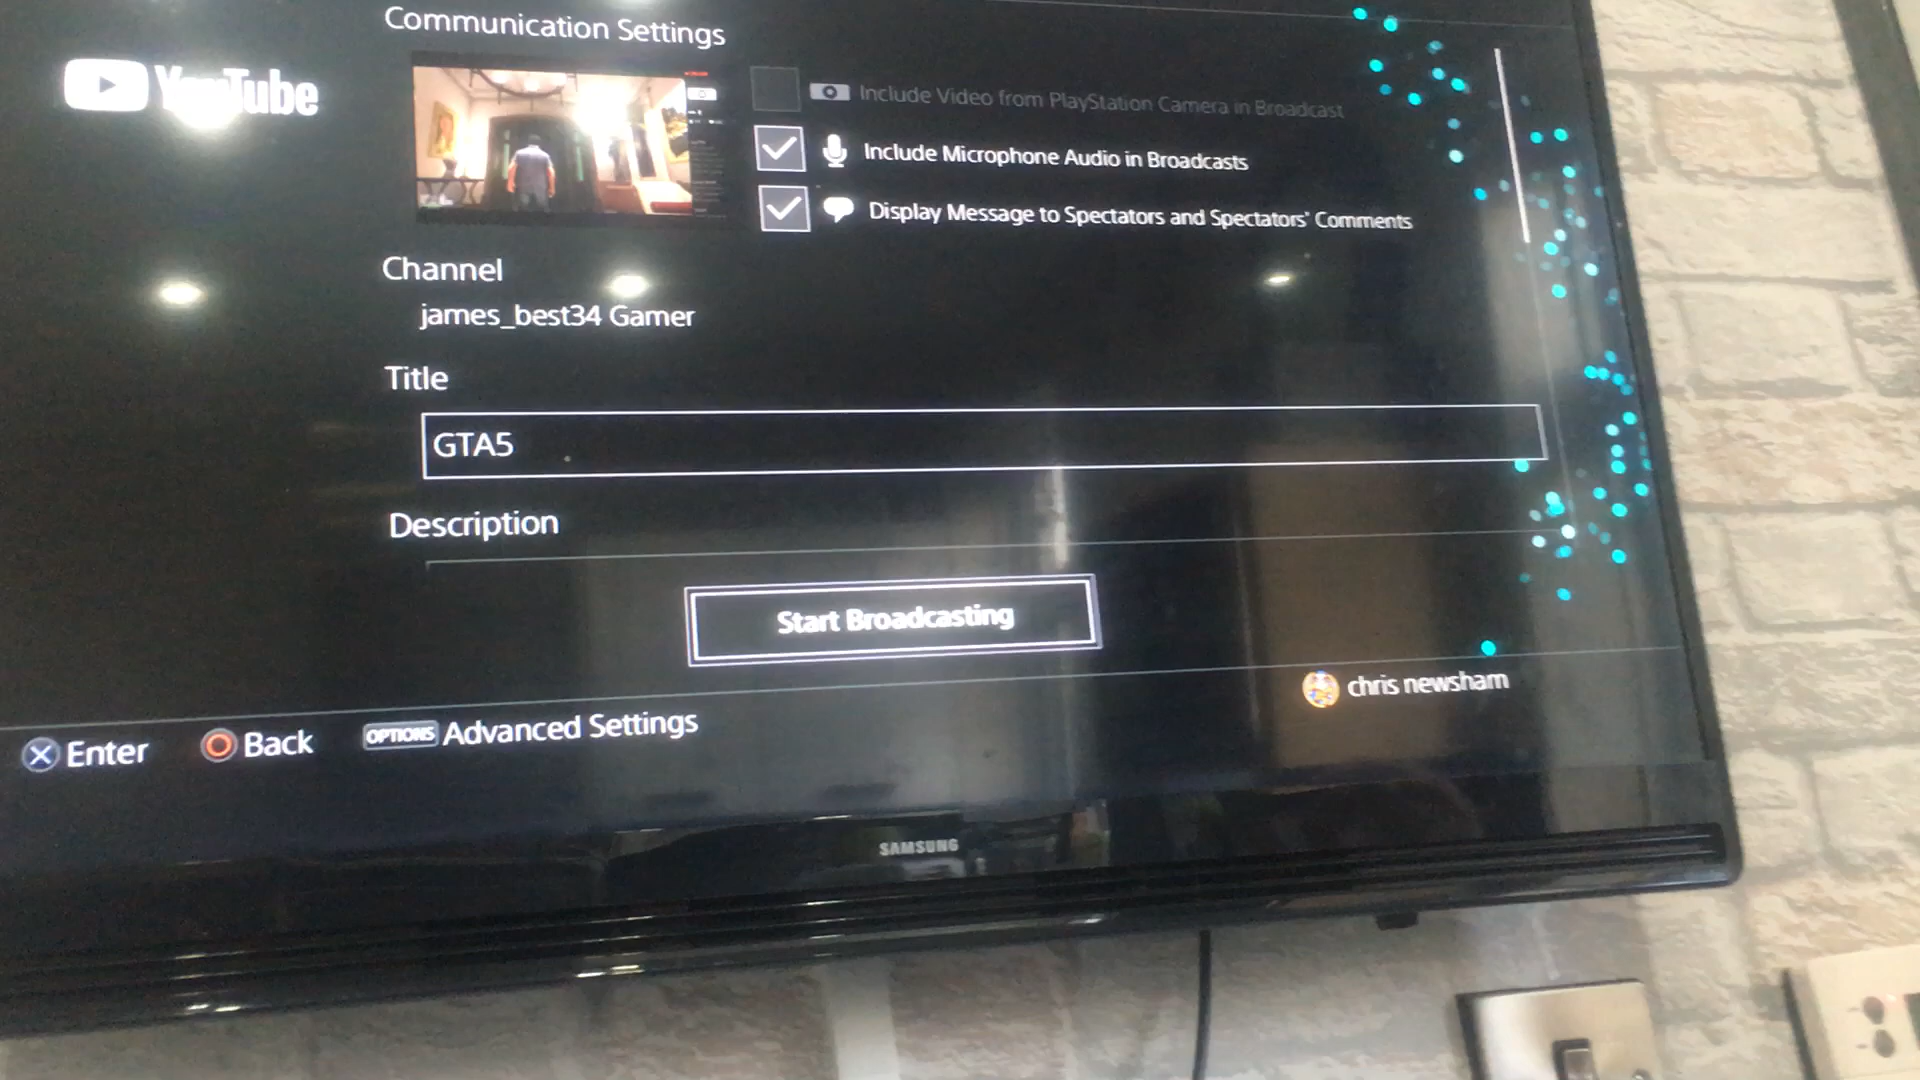 Communication Settings
YouTube
Include Video from PlayStation Camera in Broadcast
Include Microphone Audio in Broadcasts
Display Message to Spectators and Spectators' Comments
Channel
james_best34 Gamer
Title
GTA5
Description
Start Broadcasting
chris newsham
Enter
Back
OPTIONS Advanced Settings
SAMSUNG